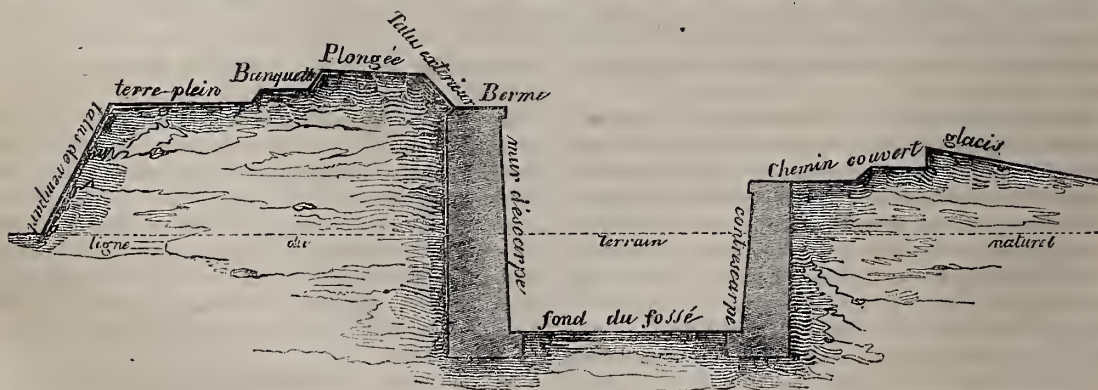 talus de rempart
terre-plein
Banquette
Plongée
Talus extérieur
Berme
mur d'escarpe
fond du fossé
contrescarpe
Chemin couvert
glacis
ligne du terrain naturel